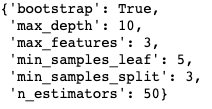 {'bootstrap': True,
 'max_depth': 10,
 'max_features': 3,
 'min_samples_leaf': 5,
 'min_samples_split': 3,
 'n_estimators': 50}